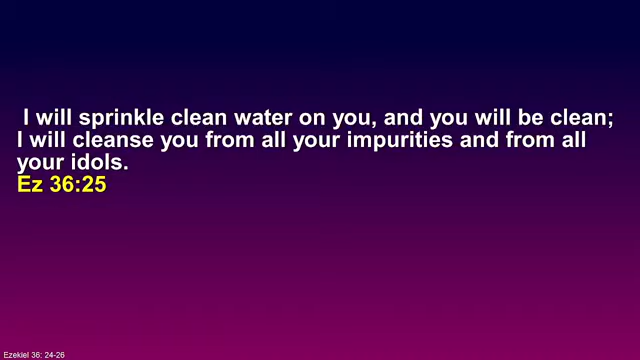 I will sprinkle clean water on you, and you will be clean;
I will cleanse you from all your impurities and from all
your idols.
Ez 36:25
Ezekiel 36: 24-26